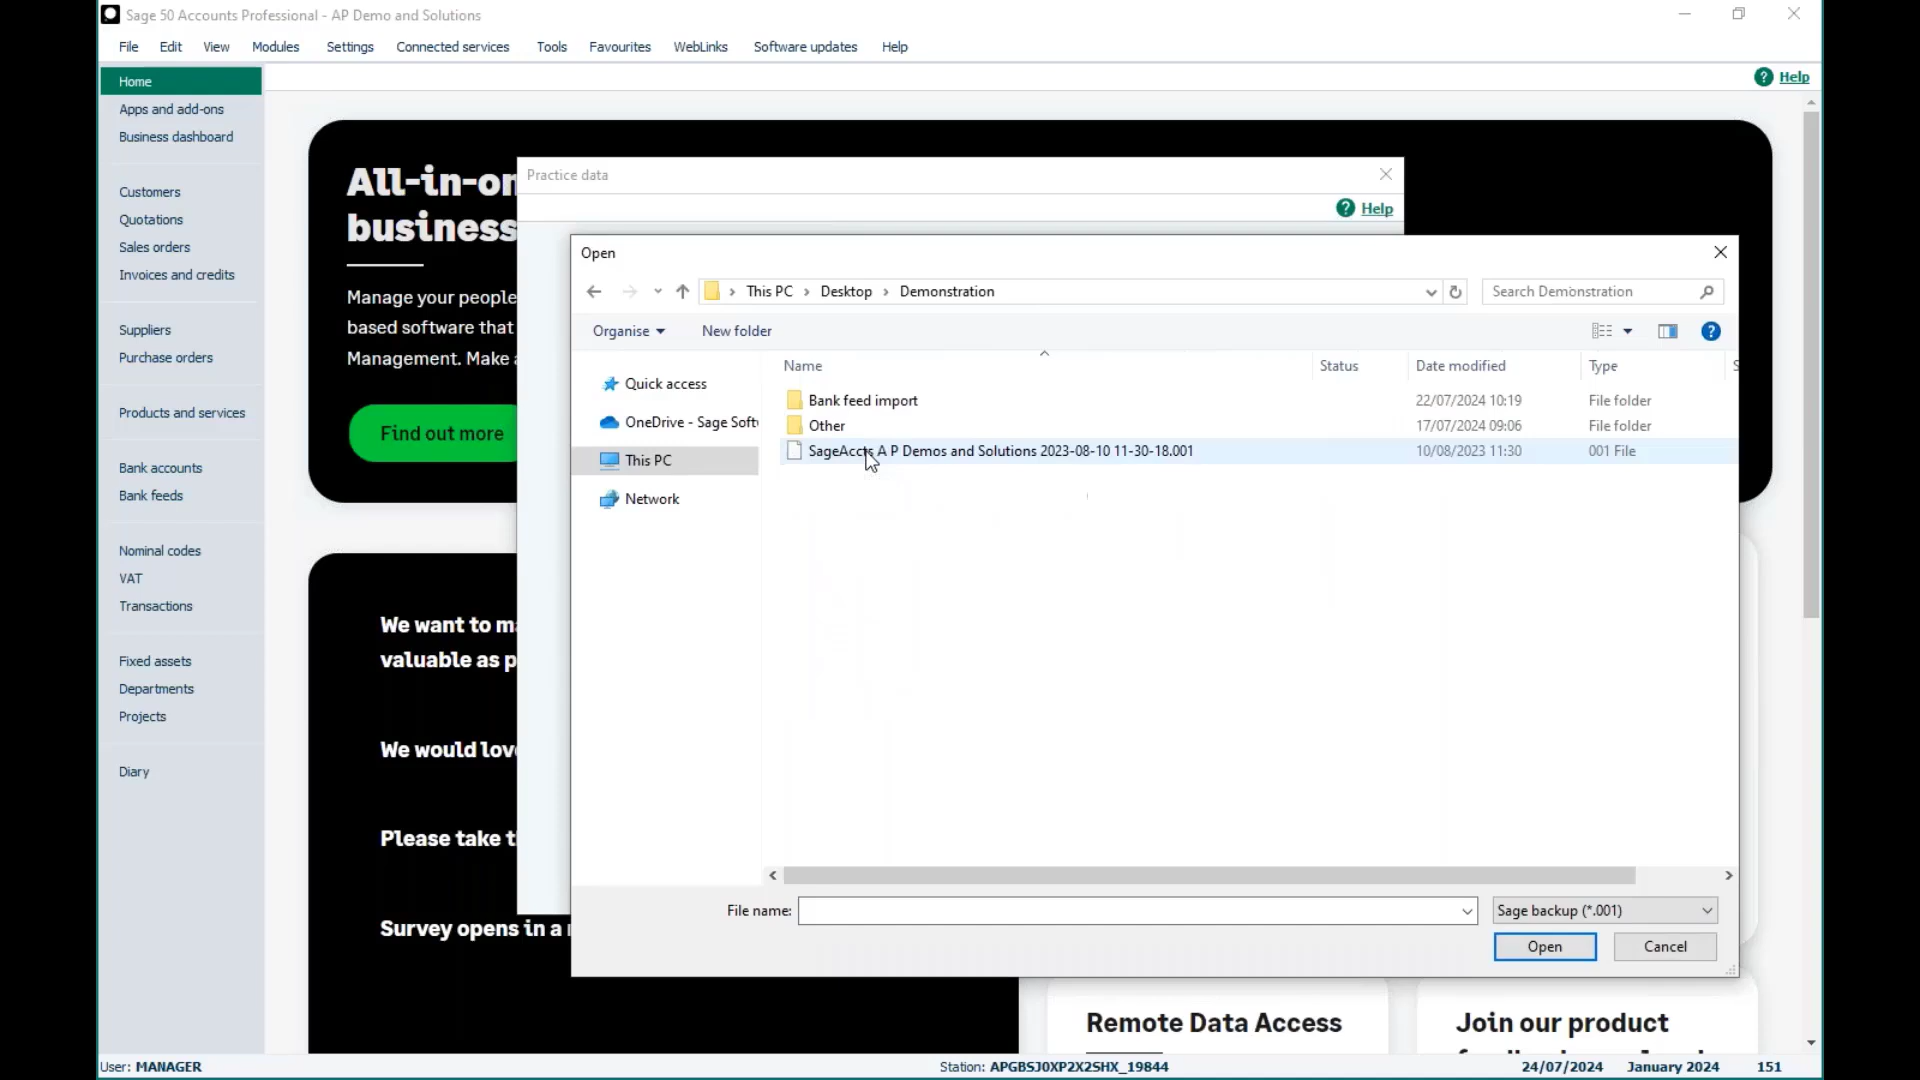 Sage 50 Accounts Professional - AP Demo and Solutions
File Edit View Modules Settings Connected services Tools Favourites WebLinks Software updates Help
Home
Help
Apps and add-ons
Business dashboard
Customers
Quotations
Sales orders
Invoices and credits
Suppliers
Purchase orders
Products and services
Bank accounts
Bank feeds
Nominal codes
VAT
Transactions
Fixed assets
Departments
Projects
Diary
All-in-on
business
Manage your people
based software that
Management. Make a
Find out more
We want to ma
valuable as p
We would lov
Please take t
Survey opens in a n
Practice data
Help
Open
This PC > Desktop > Demonstration
Search Demonstration
Organise New folder
Quick access
OneDrive - Sage Softw
This PC
Network
Name Status Date modified Type S
Bank feed import 22/07/2024 10:19 File folder
Other 17/07/2024 09:06 File folder
SageAccts A P Demos and Solutions 2023-08-10 11-30-18.001 10/08/2023 11:30 001 File
File name: Sage backup (*.001)
Open Cancel
Remote Data Access
Join our product
User: MANAGER Station: APGBSJ0XP2X2SHX_19844 24/07/2024 January 2024 151